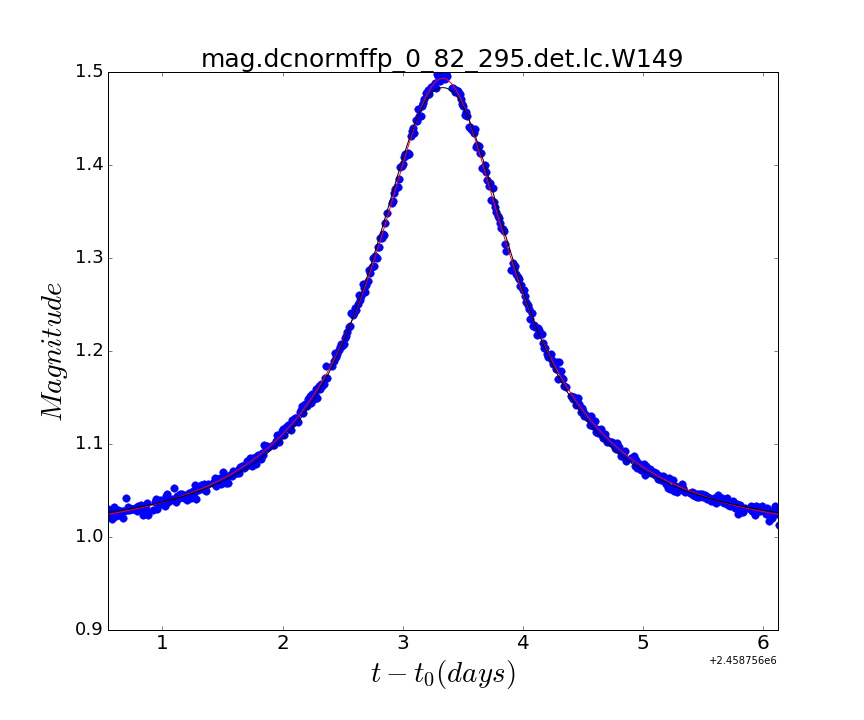 mag.dcnormffp_0_82_295.det.lc.W149
1.5
1.4
1.3
1.2
1.1
1.0
0.9
Magnitude
1 2 3 4 5 6
+2.458756e6
t − t₀(days)